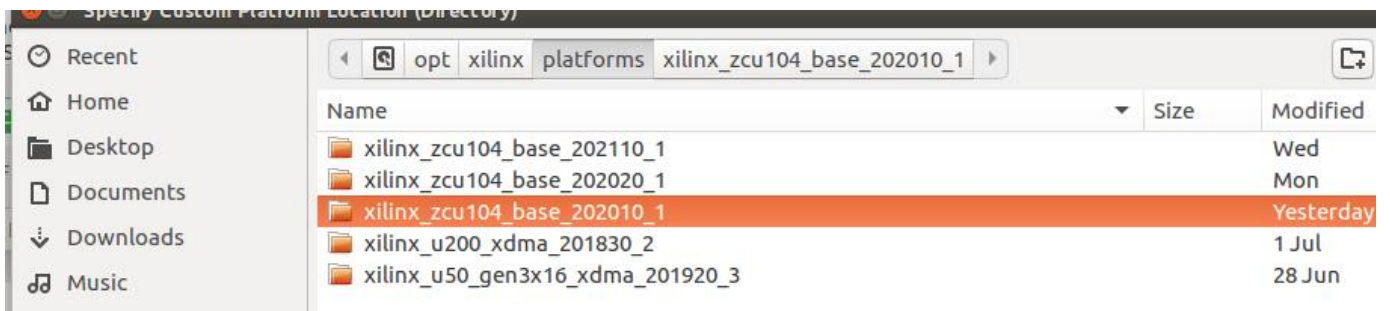 Specify Custom Platform Location (Directory)
Recent
Home
Desktop
Documents
Downloads
Music
opt xilinx platforms xilinx_zcu104_base_202010_1
Name Size Modified
xilinx_zcu104_base_202110_1 Wed
xilinx_zcu104_base_202020_1 Mon
xilinx_zcu104_base_202010_1 Yesterday
xilinx_u200_xdma_201830_2 1 Jul
xilinx_u50_gen3x16_xdma_201920_3 28 Jun